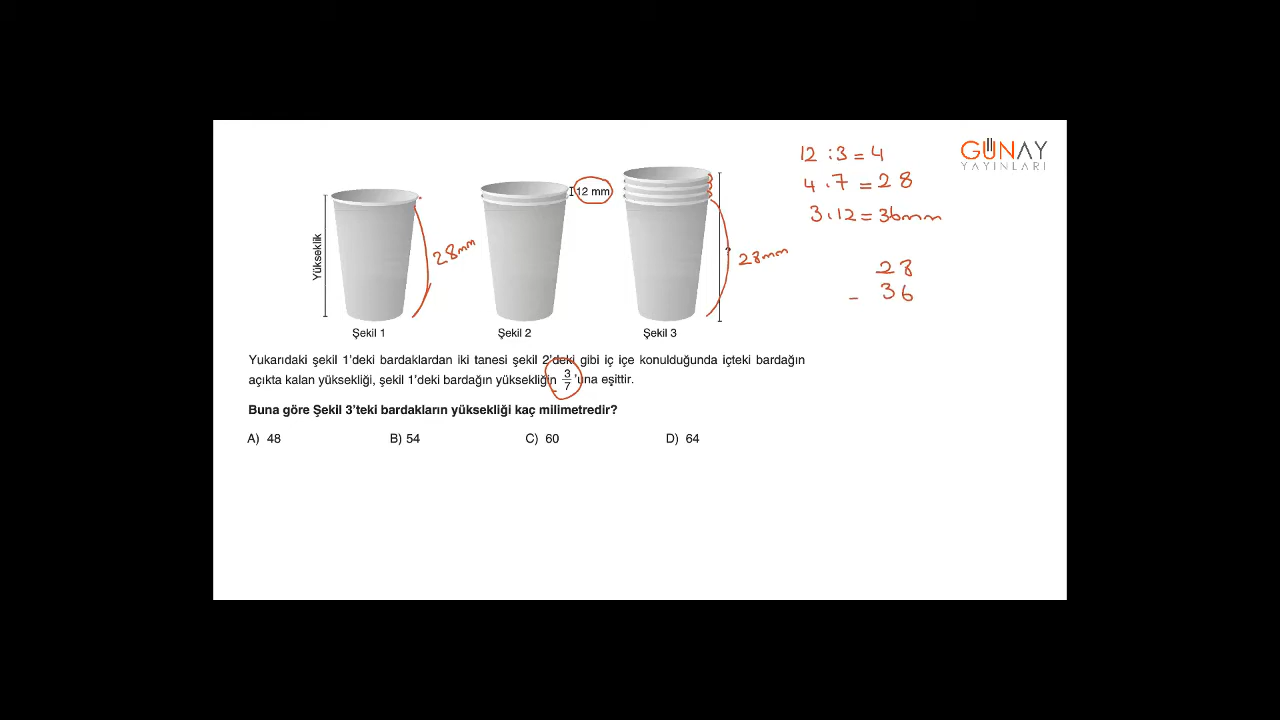 GÜNAY
YAYINLARI
12 : 3 = 4
4 . 7 = 28
3 . 12 = 36mm
28
- 36
Yükseklik
28mm
12 mm
?
28mm
Şekil 1
Şekil 2
Şekil 3
Yukarıdaki şekil 1'deki bardaklardan iki tanesi şekil 2'deki gibi iç içe konulduğunda içteki bardağın
açıkta kalan yüksekliği, şekil 1'deki bardağın yüksekliğin 3/7 'una eşittir.
Buna göre Şekil 3'teki bardakların yüksekliği kaç milimetredir?
A) 48 B) 54 C) 60 D) 64